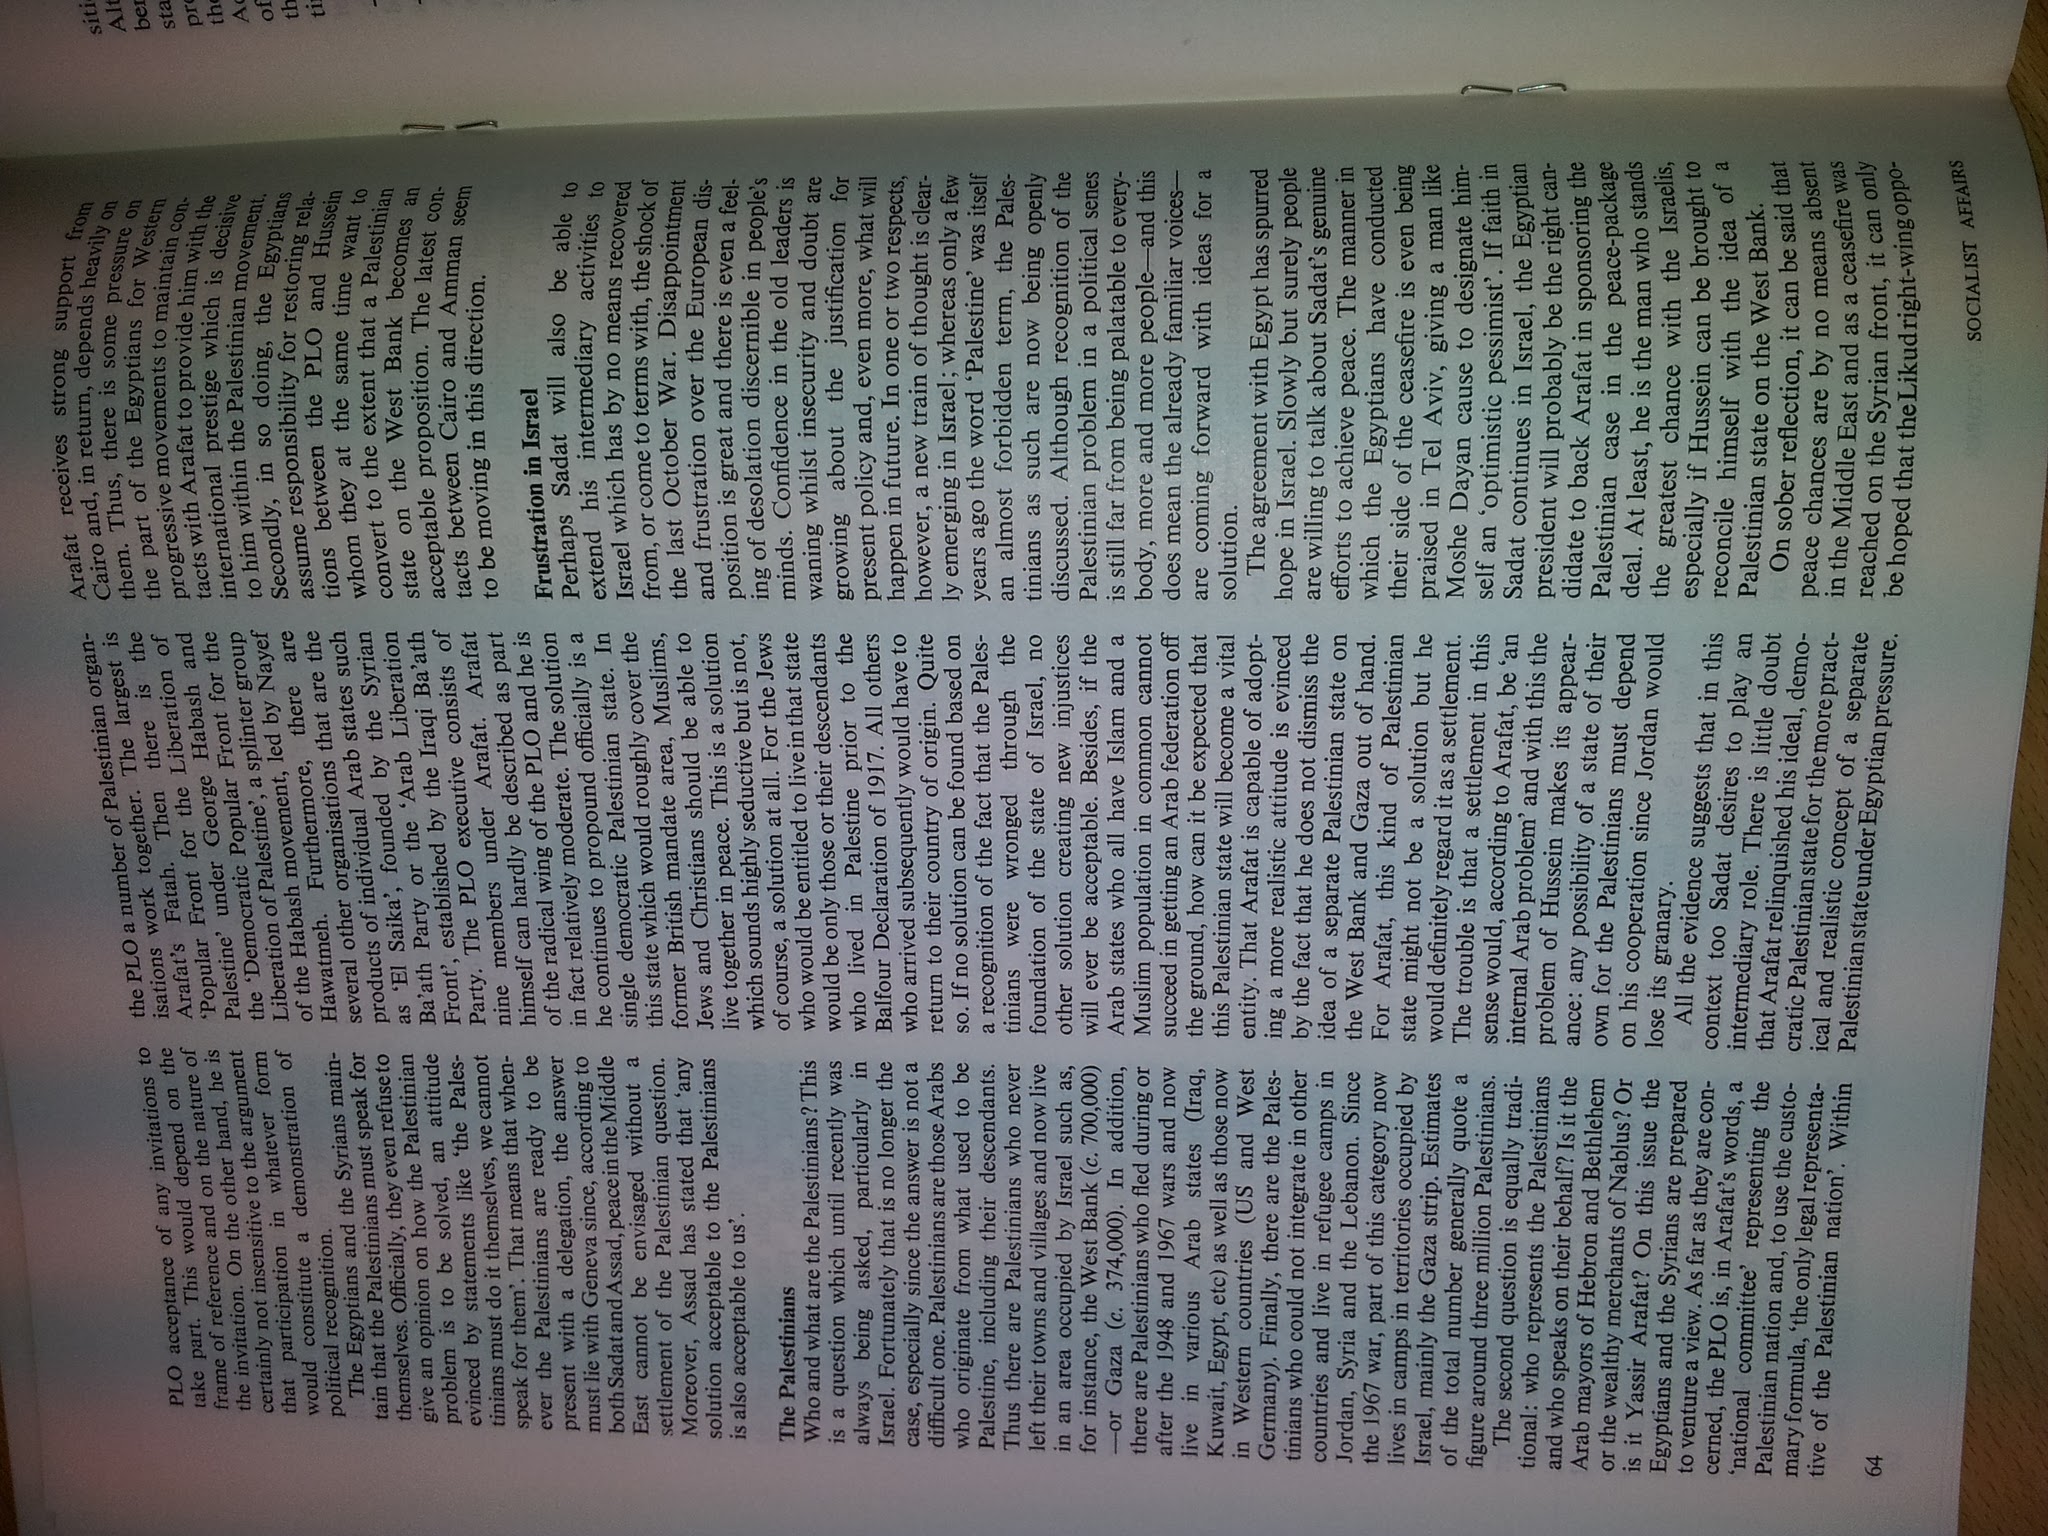 PLO acceptance of any invitations to
take part. This would depend on the
frame of reference and on the nature of
the invitation. On the other hand, he is
certainly not insensitive to the argument
that participation in whatever form
would constitute a demonstration of
political recognition.
The Egyptians and the Syrians main-
tain that the Palestinians must speak for
themselves. Officially, they even refuse to
give an opinion on how the Palestinian
problem is to be solved, an attitude
evinced by statements like ‘the Pales-
tinians must do it themselves, we cannot
speak for them’. That means that when-
ever the Palestinians are ready to be
present with a delegation, the answer
must lie with Geneva since, according to
both Sadat and Assad, peace in the Middle
East cannot be envisaged without a
settlement of the Palestinian question.
Moreover, Assad has stated that ‘any
solution acceptable to the Palestinians
is also acceptable to us’.
The Palestinians
Who and what are the Palestinians? This
is a question which until recently was
always being asked, particularly in
Israel. Fortunately that is no longer the
case, especially since the answer is not a
difficult one. Palestinians are those Arabs
who originate from what used to be
Palestine, including their descendants.
Thus there are Palestinians who never
left their towns and villages and now live
in an area occupied by Israel such as,
for instance, the West Bank (c. 700,000)
—or Gaza (c. 374,000). In addition,
there are Palestinians who fled during or
after the 1948 and 1967 wars and now
live in various Arab states (Iraq,
Kuwait, Egypt, etc) as well as those now
in Western countries (US and West
Germany). Finally, there are the Pales-
tinians who could not integrate in other
countries and live in refugee camps in
Jordan, Syria and the Lebanon. Since
the 1967 war, part of this category now
lives in camps in territories occupied by
Israel, mainly the Gaza strip. Estimates
of the total number generally quote a
figure around three million Palestinians.
The second question is equally tradi-
tional: who represents the Palestinians
and who speaks on their behalf? Is it the
Arab mayors of Hebron and Bethlehem
or the wealthy merchants of Nablus? Or
is it Yassir Arafat? On this issue the
Egyptians and the Syrians are prepared
to venture a view. As far as they are con-
cerned, the PLO is, in Arafat’s words, a
‘national committee’ representing the
Palestinian nation and, to use the custo-
mary formula, ‘the only legal representa-
tive of the Palestinian nation’. Within
64
the PLO a number of Palestinian organ-
isations work together. The largest is
Arafat’s Fatah. Then there is the
‘Popular Front for the Liberation of
Palestine’ under George Habash and
the ‘Democratic Popular Front for the
Liberation of Palestine’, a splinter group
of the Habash movement, led by Nayef
Hawatmeh. Furthermore, there are
several other organisations that are the
products of individual Arab states such
as ‘El Saika’, founded by the Syrian
Ba’ath Party or the ‘Arab Liberation
Front’, established by the Iraqi Ba’ath
Party. The PLO executive consists of
nine members under Arafat. Arafat
himself can hardly be described as part
of the radical wing of the PLO and he is
in fact relatively moderate. The solution
he continues to propound officially is a
single democratic Palestinian state. In
this state which would roughly cover the
former British mandate area, Muslims,
Jews and Christians should be able to
live together in peace. This is a solution
which sounds highly seductive but is not,
of course, a solution at all. For the Jews
who would be entitled to live in that state
would be only those or their descendants
who lived in Palestine prior to the
Balfour Declaration of 1917. All others
who arrived subsequently would have to
return to their country of origin. Quite
so. If no solution can be found based on
a recognition of the fact that the Pales-
tinians were wronged through the
foundation of the state of Israel, no
other solution creating new injustices
will ever be acceptable. Besides, if the
Arab states who all have Islam and a
Muslim population in common cannot
succeed in getting an Arab federation off
the ground, how can it be expected that
this Palestinian state will become a vital
entity. That Arafat is capable of adopt-
ing a more realistic attitude is evinced
by the fact that he does not dismiss the
idea of a separate Palestinian state on
the West Bank and Gaza out of hand.
For Arafat, this kind of Palestinian
state might not be a solution but he
would definitely regard it as a settlement.
The trouble is that a settlement in this
sense would, according to Arafat, be ‘an
internal Arab problem’ and with this the
problem of Hussein makes its appear-
ance: any possibility of a state of their
own for the Palestinians must depend
on his cooperation since Jordan would
lose its granary.
All the evidence suggests that in this
context too Sadat desires to play an
intermediary role. There is little doubt
that Arafat relinquished his ideal, demo-
cratic Palestinian state for the more pract-
ical and realistic concept of a separate
Palestinian state under Egyptian pressure.
Arafat receives strong support from
Cairo and, in return, depends heavily on
them. Thus, there is some pressure on
the part of the Egyptians for Western
progressive movements to maintain con-
tacts with Arafat to provide him with the
international prestige which is decisive
to him within the Palestinian movement.
Secondly, in so doing, the Egyptians
assume responsibility for restoring rela-
tions between the PLO and Hussein
whom they at the same time want to
convert to the extent that a Palestinian
state on the West Bank becomes an
acceptable proposition. The latest con-
tacts between Cairo and Amman seem
to be moving in this direction.
Frustration in Israel
Perhaps Sadat will also be able to
extend his intermediary activities to
Israel which has by no means recovered
from, or come to terms with, the shock of
the last October War. Disappointment
and frustration over the European dis-
position is great and there is even a feel-
ing of desolation discernible in people’s
minds. Confidence in the old leaders is
waning whilst insecurity and doubt are
growing about the justification for
present policy and, even more, what will
happen in future. In one or two respects,
however, a new train of thought is clear-
ly emerging in Israel; whereas only a few
years ago the word ‘Palestine’ was itself
an almost forbidden term, the Pales-
tinians as such are now being openly
discussed. Although recognition of the
Palestinian problem in a political senes
is still far from being palatable to every-
body, more and more people—and this
does mean the already familiar voices—
are coming forward with ideas for a
solution.
The agreement with Egypt has spurred
hope in Israel. Slowly but surely people
are willing to talk about Sadat’s genuine
efforts to achieve peace. The manner in
which the Egyptians have conducted
their side of the ceasefire is even being
praised in Tel Aviv, giving a man like
Moshe Dayan cause to designate him-
self an ‘optimistic pessimist’. If faith in
Sadat continues in Israel, the Egyptian
president will probably be the right can-
didate to back Arafat in sponsoring the
Palestinian case in the peace-package
deal. At least, he is the man who stands
the greatest chance with the Israelis,
especially if Hussein can be brought to
reconcile himself with the idea of a
Palestinian state on the West Bank.
On sober reflection, it can be said that
peace chances are by no means absent
in the Middle East and as a ceasefire was
reached on the Syrian front, it can only
be hoped that the Likud right-wing oppo-
SOCIALIST AFFAIRS